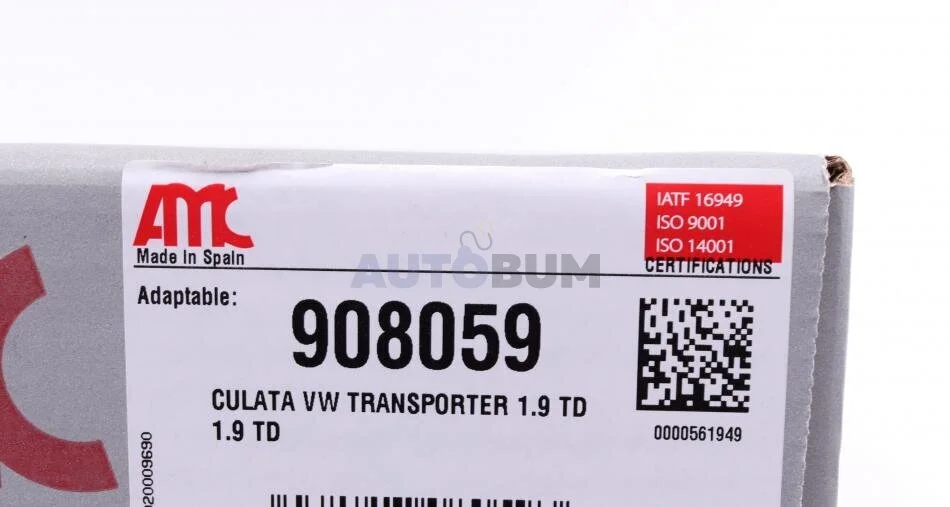 AMC
Made In Spain
IATF 16949
ISO 9001
ISO 14001
CERTIFICATIONS
AUTOBUM
Adaptable:
908059
CULATA VW TRANSPORTER 1.9 TD
1.9 TD
0000561949